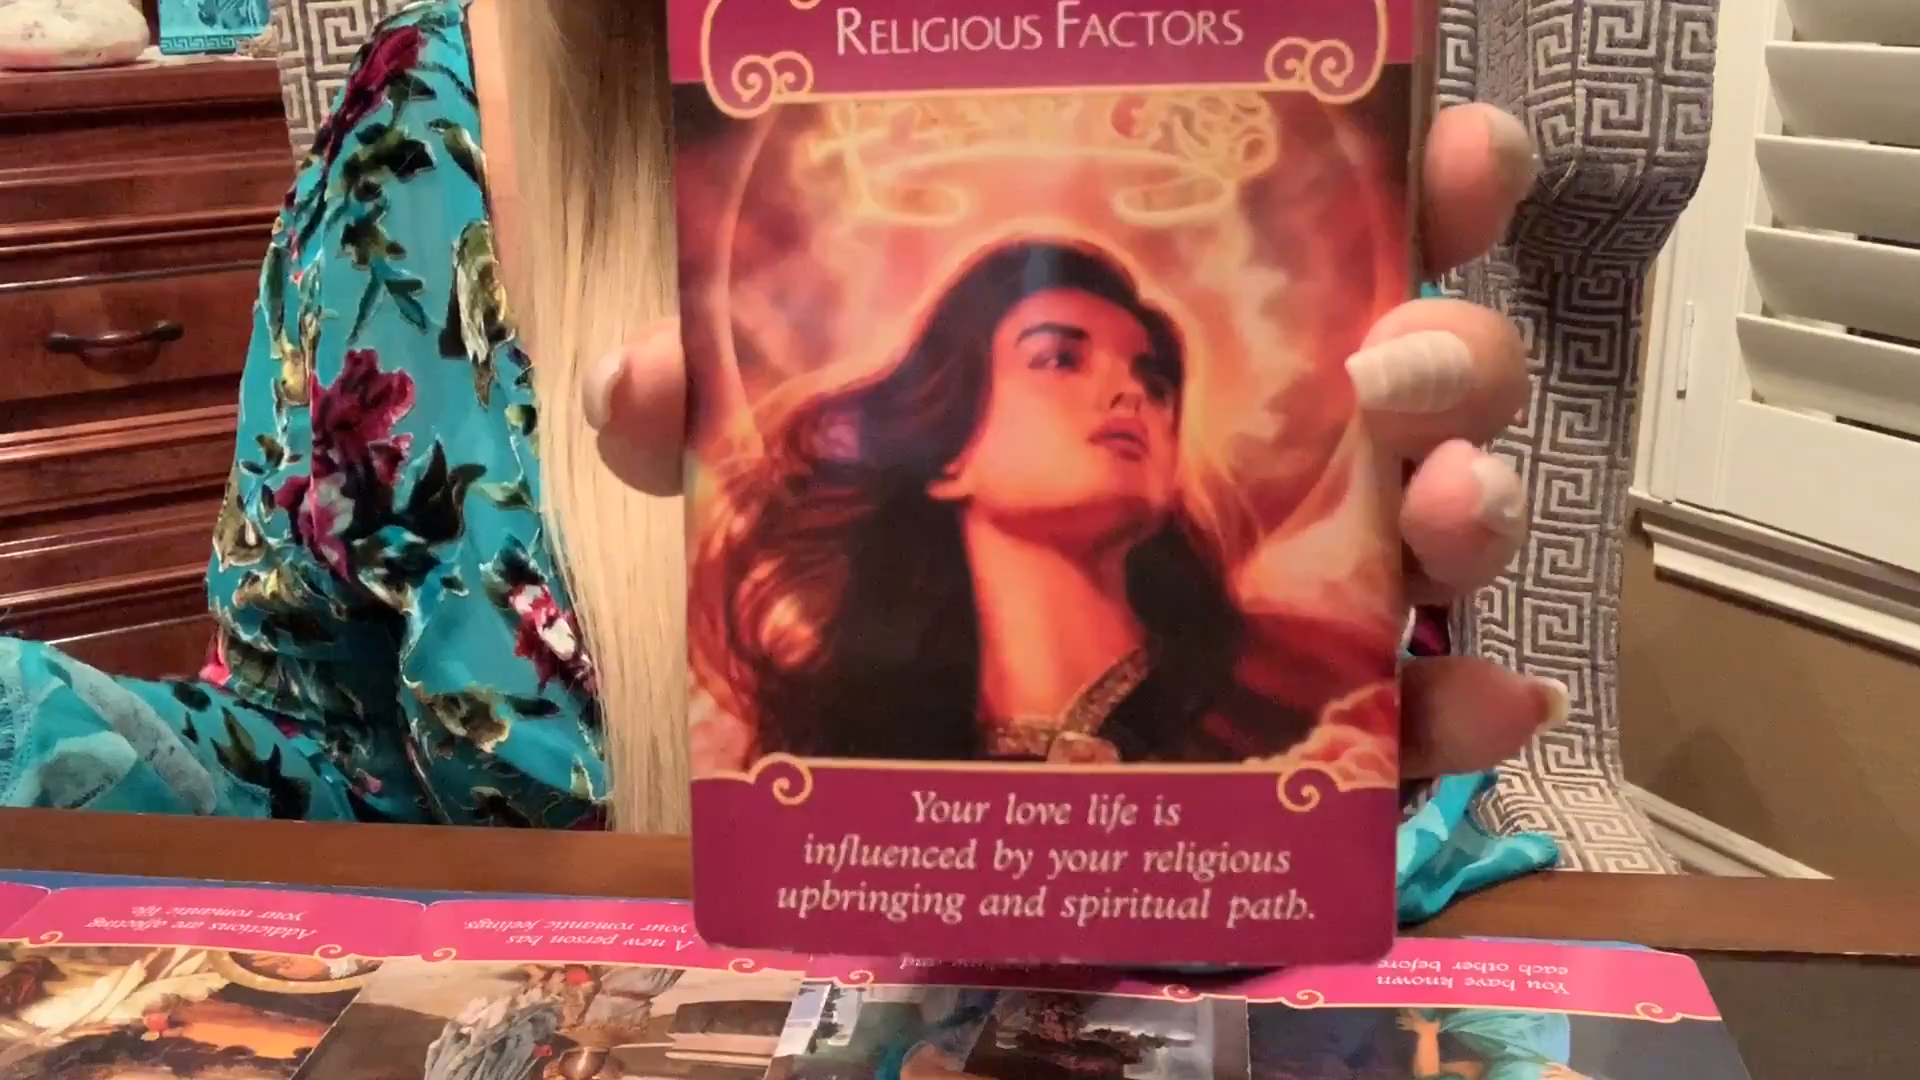 RELIGIOUS FACTORS
Your love life is
influenced by your religious
upbringing and spiritual path.
Addictions are affecting
your romantic life.
A new person has
your romantic feelings.
and
You have known
each other before